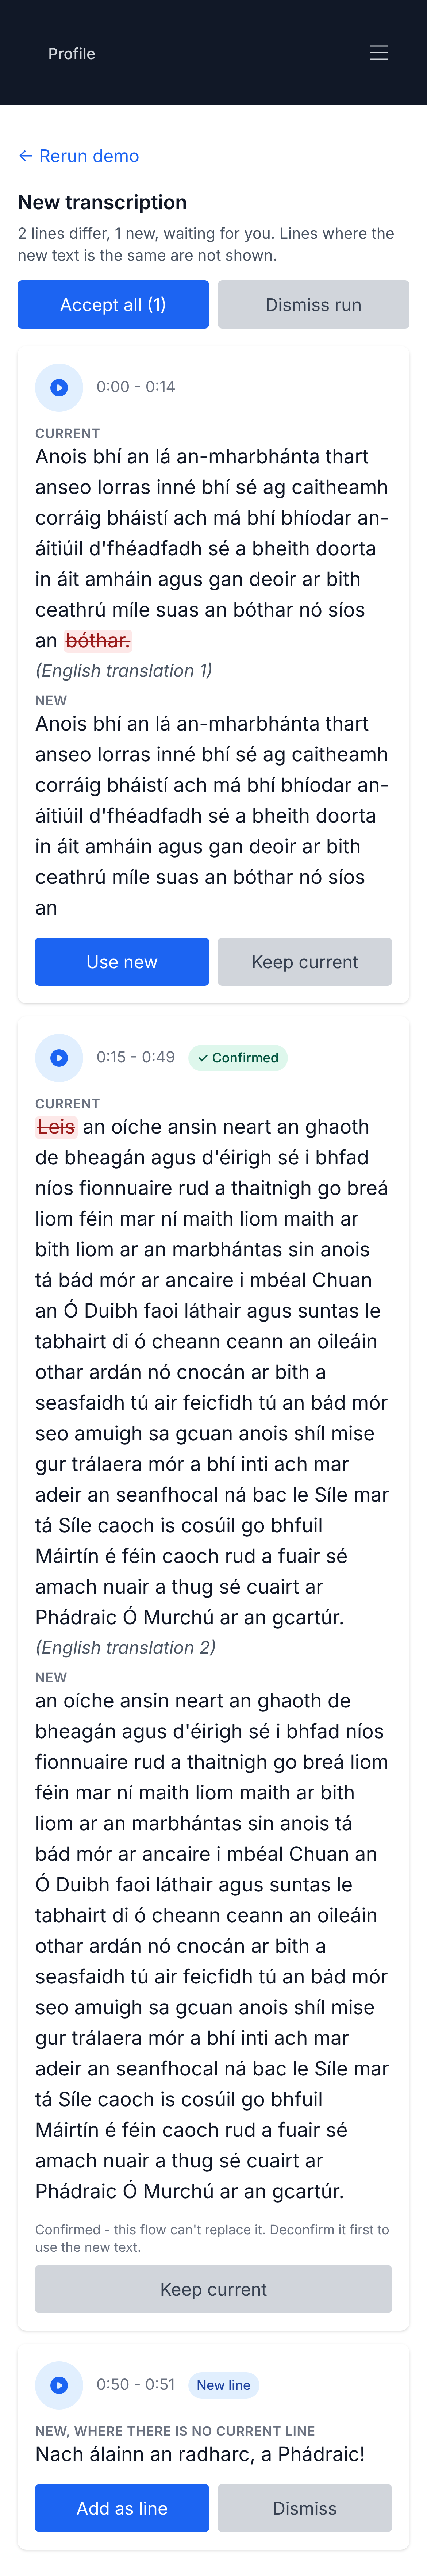 Profile
← Rerun demo
New transcription
2 lines differ, 1 new, waiting for you. Lines where the
new text is the same are not shown.
Accept all (1)
Dismiss run
0:00 - 0:14
CURRENT
Anois bhí an lá an-mharbhánta thart
anseo Iorras inné bhí sé ag caitheamh
corráig bháistí ach má bhí bhíodar an-
áitiúil d'fhéadfadh sé a bheith doorta
in áit amháin agus gan deoir ar bith
ceathrú míle suas an bóthar nó síos
an bóthar.
(English translation 1)
NEW
Anois bhí an lá an-mharbhánta thart
anseo Iorras inné bhí sé ag caitheamh
corráig bháistí ach má bhí bhíodar an-
áitiúil d'fhéadfadh sé a bheith doorta
in áit amháin agus gan deoir ar bith
ceathrú míle suas an bóthar nó síos
an
Use new
Keep current
0:15 - 0:49
✓ Confirmed
CURRENT
Leis an oíche ansin neart an ghaoth
de bheagán agus d'éirigh sé i bhfad
níos fionnuaire rud a thaitnigh go breá
liom féin mar ní maith liom maith ar
bith liom ar an marbhántas sin anois
tá bád mór ar ancaire i mbéal Chuan
an Ó Duibh faoi láthair agus suntas le
tabhairt di ó cheann ceann an oileáin
othar ardán nó cnocán ar bith a
seasfaidh tú air feicfidh tú an bád mór
seo amuigh sa gcuan anois shíl mise
gur trálaera mór a bhí inti ach mar
adeir an seanfhocal ná bac le Síle mar
tá Síle caoch is cosúil go bhfuil
Máirtín é féin caoch rud a fuair sé
amach nuair a thug sé cuairt ar
Phádraic Ó Murchú ar an gcartúr.
(English translation 2)
NEW
an oíche ansin neart an ghaoth de
bheagán agus d'éirigh sé i bhfad níos
fionnuaire rud a thaitnigh go breá liom
féin mar ní maith liom maith ar bith
liom ar an marbhántas sin anois tá
bád mór ar ancaire i mbéal Chuan an
Ó Duibh faoi láthair agus suntas le
tabhairt di ó cheann ceann an oileáin
othar ardán nó cnocán ar bith a
seasfaidh tú air feicfidh tú an bád mór
seo amuigh sa gcuan anois shíl mise
gur trálaera mór a bhí inti ach mar
adeir an seanfhocal ná bac le Síle mar
tá Síle caoch is cosúil go bhfuil
Máirtín é féin caoch rud a fuair sé
amach nuair a thug sé cuairt ar
Phádraic Ó Murchú ar an gcartúr.
Confirmed - this flow can't replace it. Deconfirm it first to
use the new text.
Keep current
0:50 - 0:51
New line
NEW, WHERE THERE IS NO CURRENT LINE
Nach álainn an radharc, a Phádraic!
Add as line
Dismiss